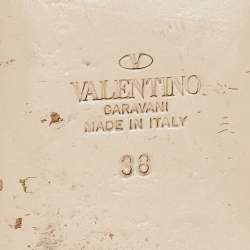 VALENTINO
GARAVANI
MADE IN ITALY
38